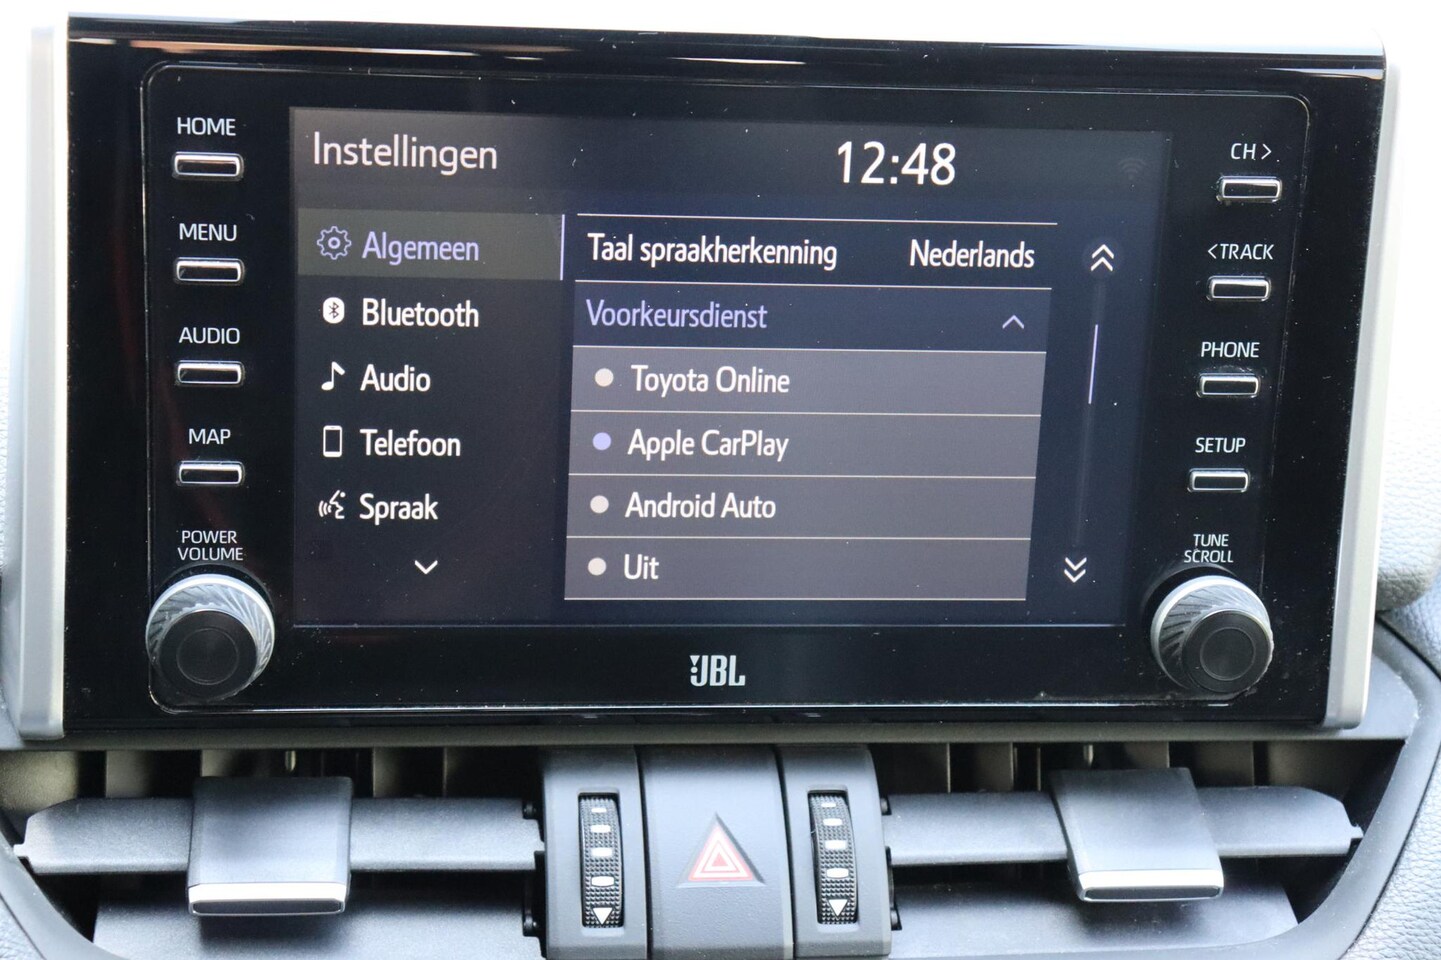 HOME
MENU
AUDIO
MAP
POWER
VOLUME
Instellingen
12:48
Algemeen
Bluetooth
Audio
Telefoon
Spraak
Taal spraakherkenning Nederlands
Voorkeursdienst
Toyota Online
Apple CarPlay
Android Auto
Uit
CH >
< TRACK
PHONE
SETUP
TUNE
SCROLL
JBL